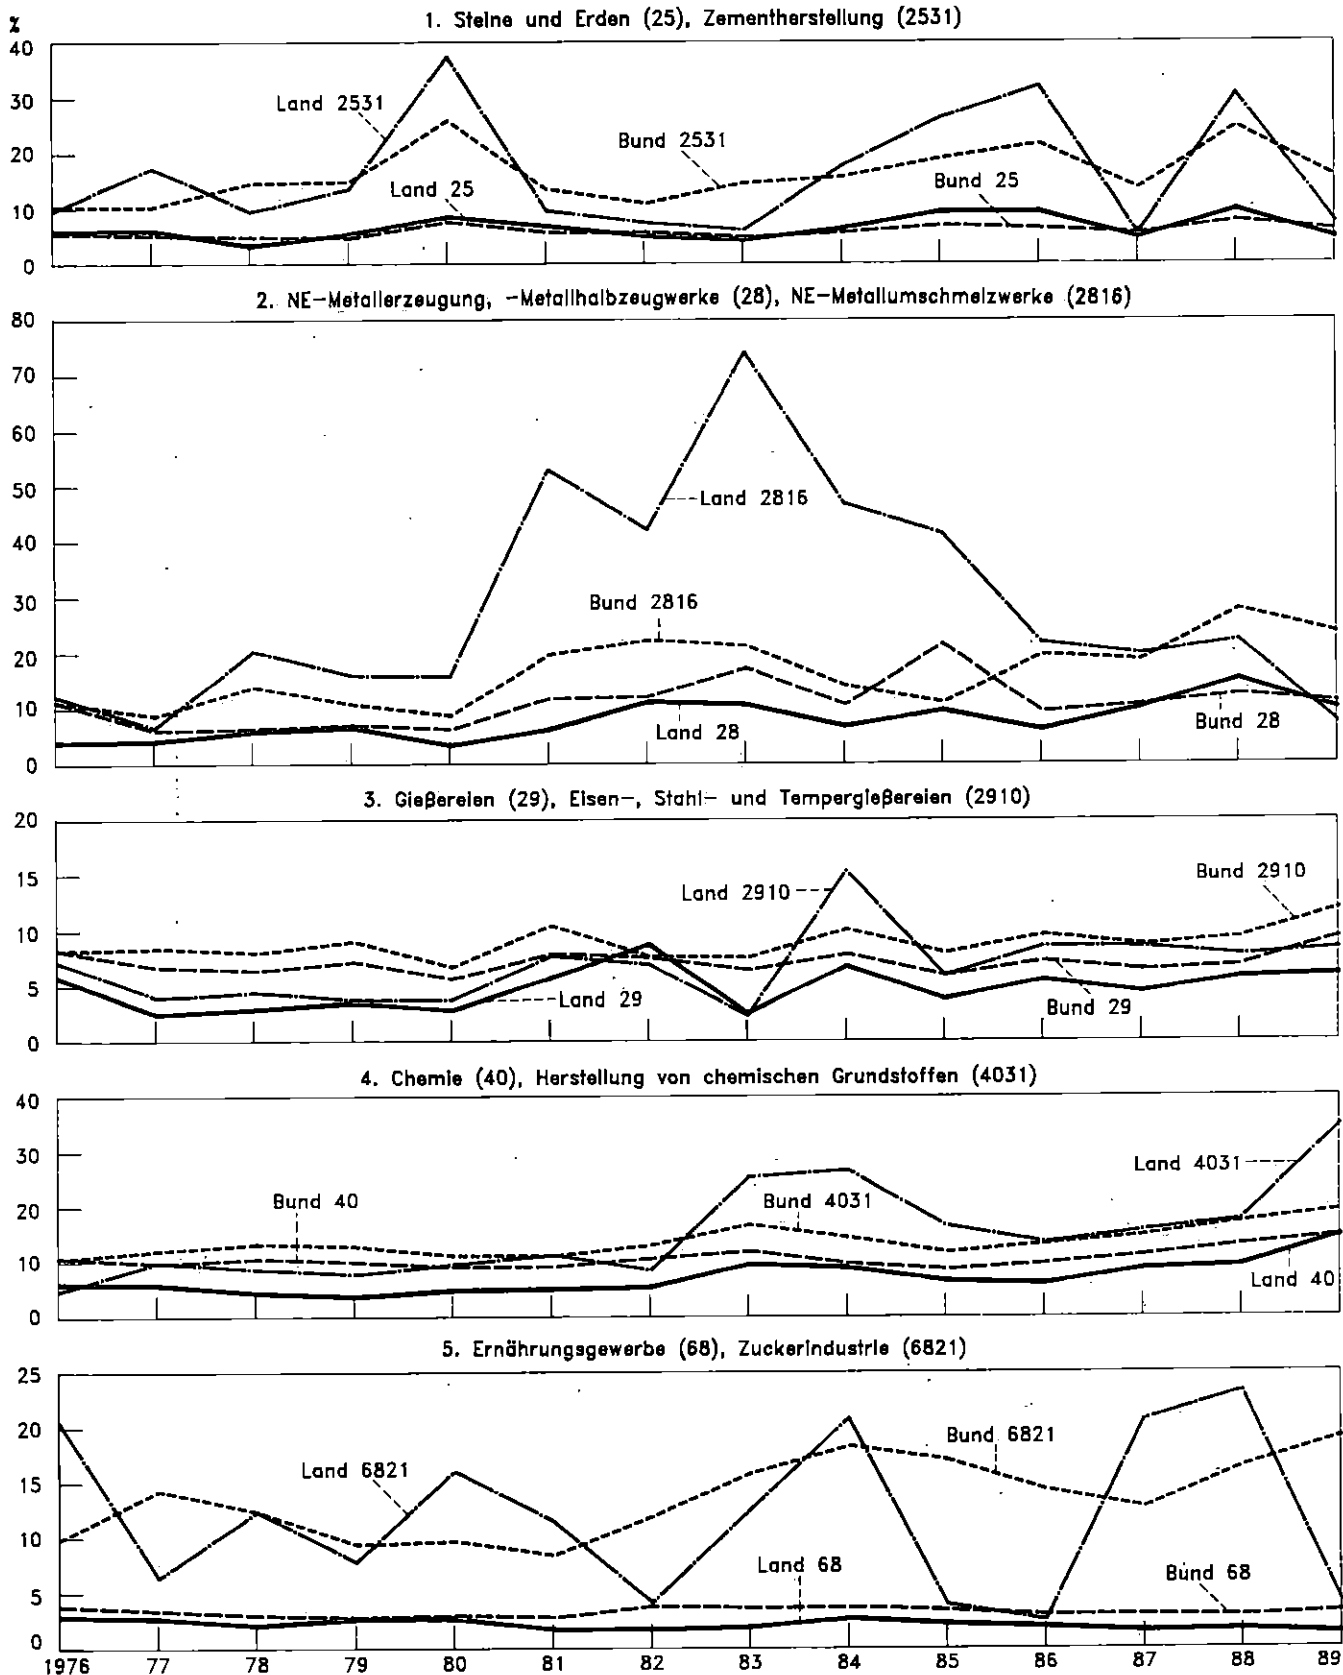 1. Steine und Erden (25), Zementherstellung (2531)
%
40
30
20
10
0
Land 2531
Bund 2531
Land 25
Bund 25
2. NE-Metallerzeugung, -Metallhalbzeugwerke (28), NE-Metallumschmelzwerke (2816)
80
70
60
50
40
30
20
10
0
Land 2816
Bund 2816
Land 28
Bund 28
3. Gießereien (29), Eisen-, Stahl- und Tempergießereien (2910)
20
15
10
5
0
Land 2910
Bund 2910
Land 29
Bund 29
4. Chemie (40), Herstellung von chemischen Grundstoffen (4031)
40
30
20
10
0
Bund 40
Bund 4031
Land 4031
Land 40
5. Ernährungsgewerbe (68), Zuckerindustrie (6821)
25
20
15
10
5
0
Land 6821
Bund 6821
Land 68
Bund 68
1976 77 78 79 80 81 82 83 84 85 86 87 88 89